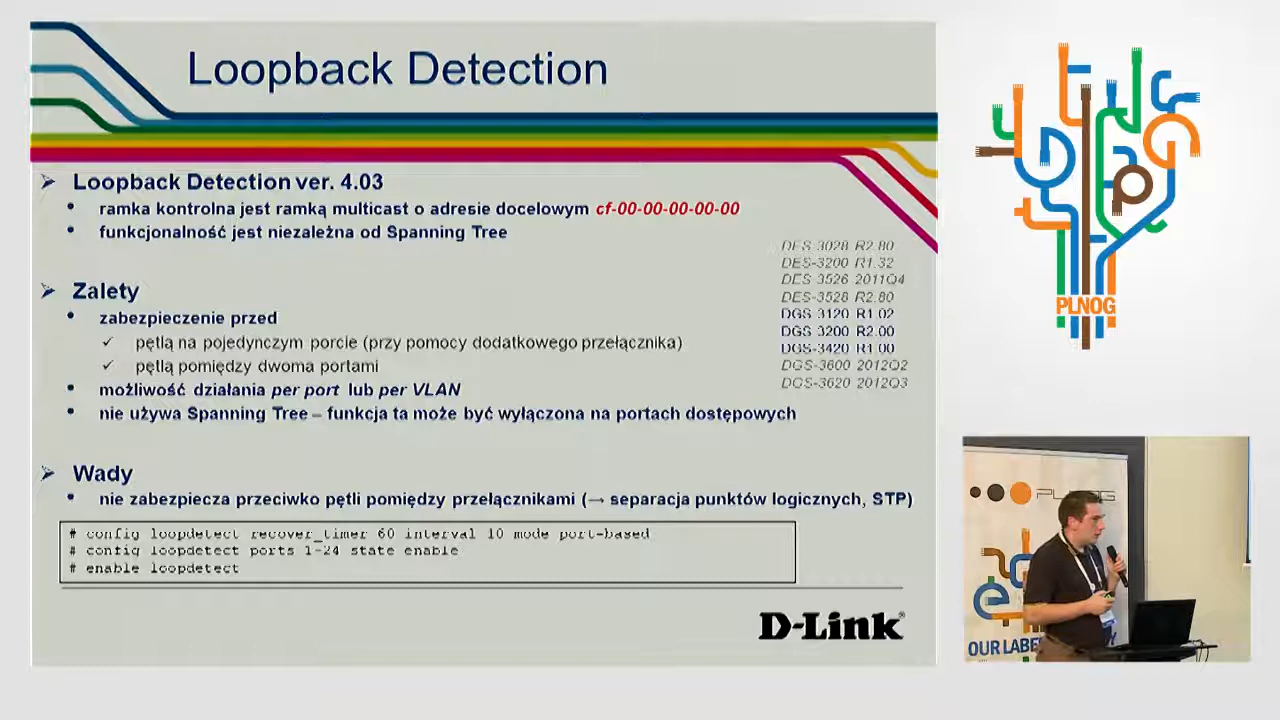 Loopback Detection
Loopback Detection ver. 4.03
ramka kontrolna jest ramką multicast o adresie docelowym cf-00-00-00-00-00
funkcjonalność jest niezależna od Spanning Tree
DES-3028 R2.80
DES-3200 R1.32
DES-3526 2011Q4
DES-3528 R2.80
DGS-3120 R1.02
DGS-3200 R2.00
DGS-3420 R1.00
DGS-3600 2012Q2
DGS-3620 2012Q3
Zalety
zabezpieczenie przed
pętlą na pojedynczym porcie (przy pomocy dodatkowego przełącznika)
pętlą pomiędzy dwoma portami
możliwość działania per port lub per VLAN
nie używa Spanning Tree – funkcja ta może być wyłączona na portach dostępowych
Wady
nie zabezpiecza przeciwko pętli pomiędzy przełącznikami (→ separacja punktów logicznych, STP)
# config loopdetect recover_timer 60 interval 10 mode port-based
# config loopdetect ports 1-24 state enable
# enable loopdetect
D-Link
PLNOG
PLNOG
OUR LABE